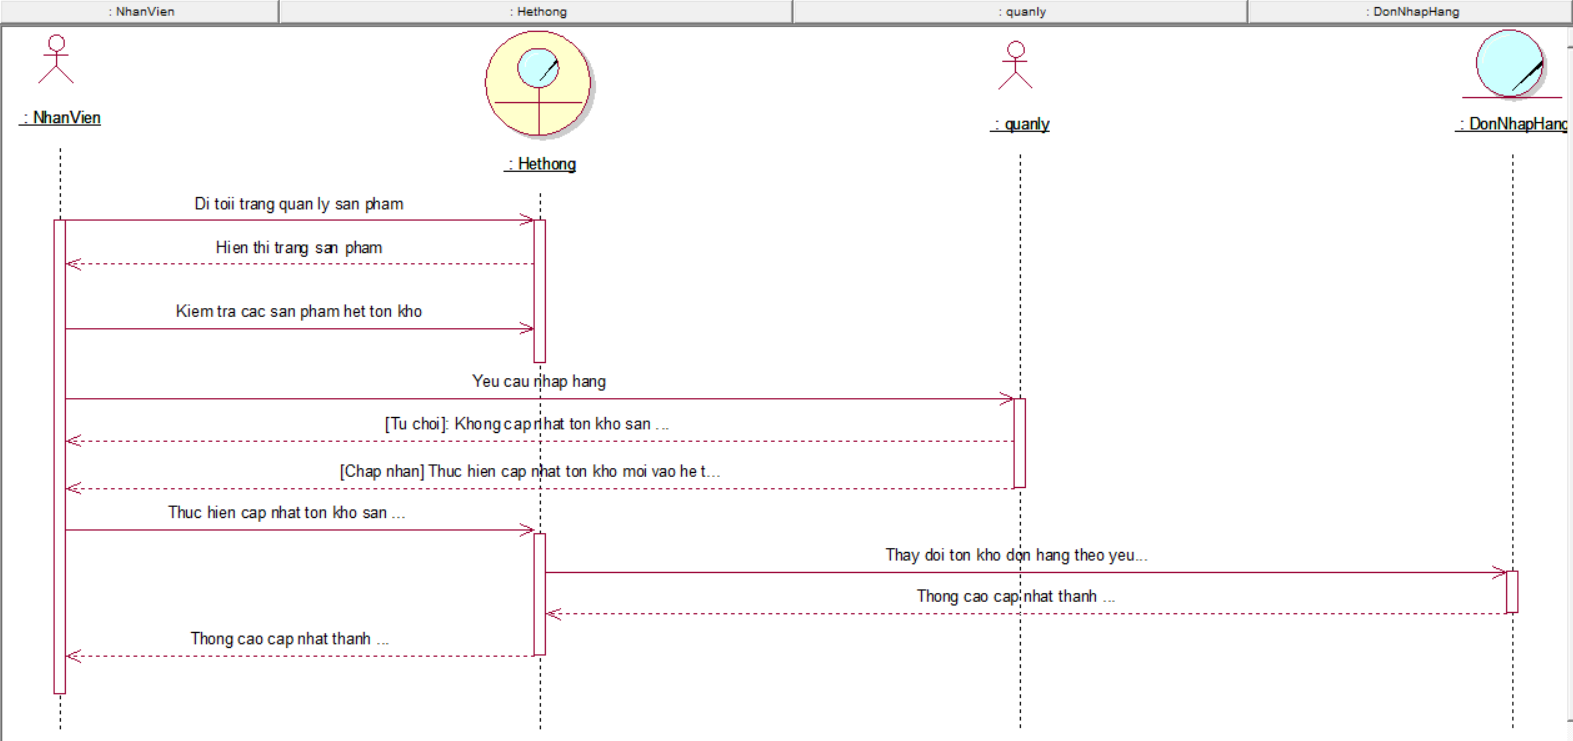 : NhanVien
: Hethong
: quanly
: DonNhapHang
: NhanVien
: Hethong
: quanly
: DonNhapHang
Di toii trang quan ly san pham
Hien thi trang san pham
Kiem tra cac san pham het ton kho
Yeu cau nhap hang
[Tu choi]: Khong cap nhat ton kho san ...
[Chap nhan] Thuc hien cap nhat ton kho moi vao he t...
Thuc hien cap nhat ton kho san ...
Thay doi ton kho don hang theo yeu...
Thong cao cap nhat thanh ...
Thong cao cap nhat thanh ...